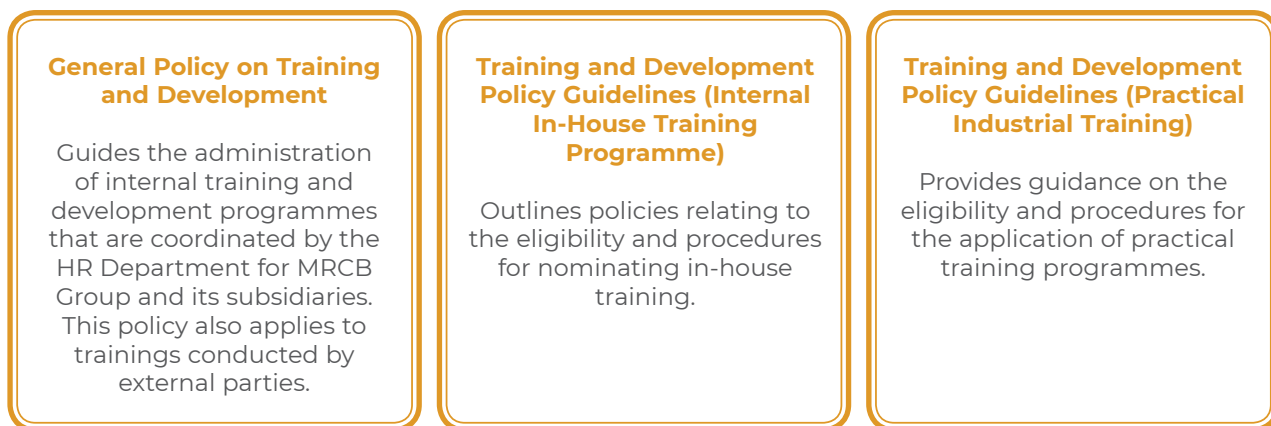 General Policy on Training
and Development
Guides the administration
of internal training and
development programmes
that are coordinated by the
HR Department for MRCB
Group and its subsidiaries.
This policy also applies to
trainings conducted by
external parties.
Training and Development
Policy Guidelines (Internal
In-House Training
Programme)
Outlines policies relating to
the eligibility and procedures
for nominating in-house
training.
Training and Development
Policy Guidelines (Practical
Industrial Training)
Provides guidance on the
eligibility and procedures for
the application of practical
training programmes.